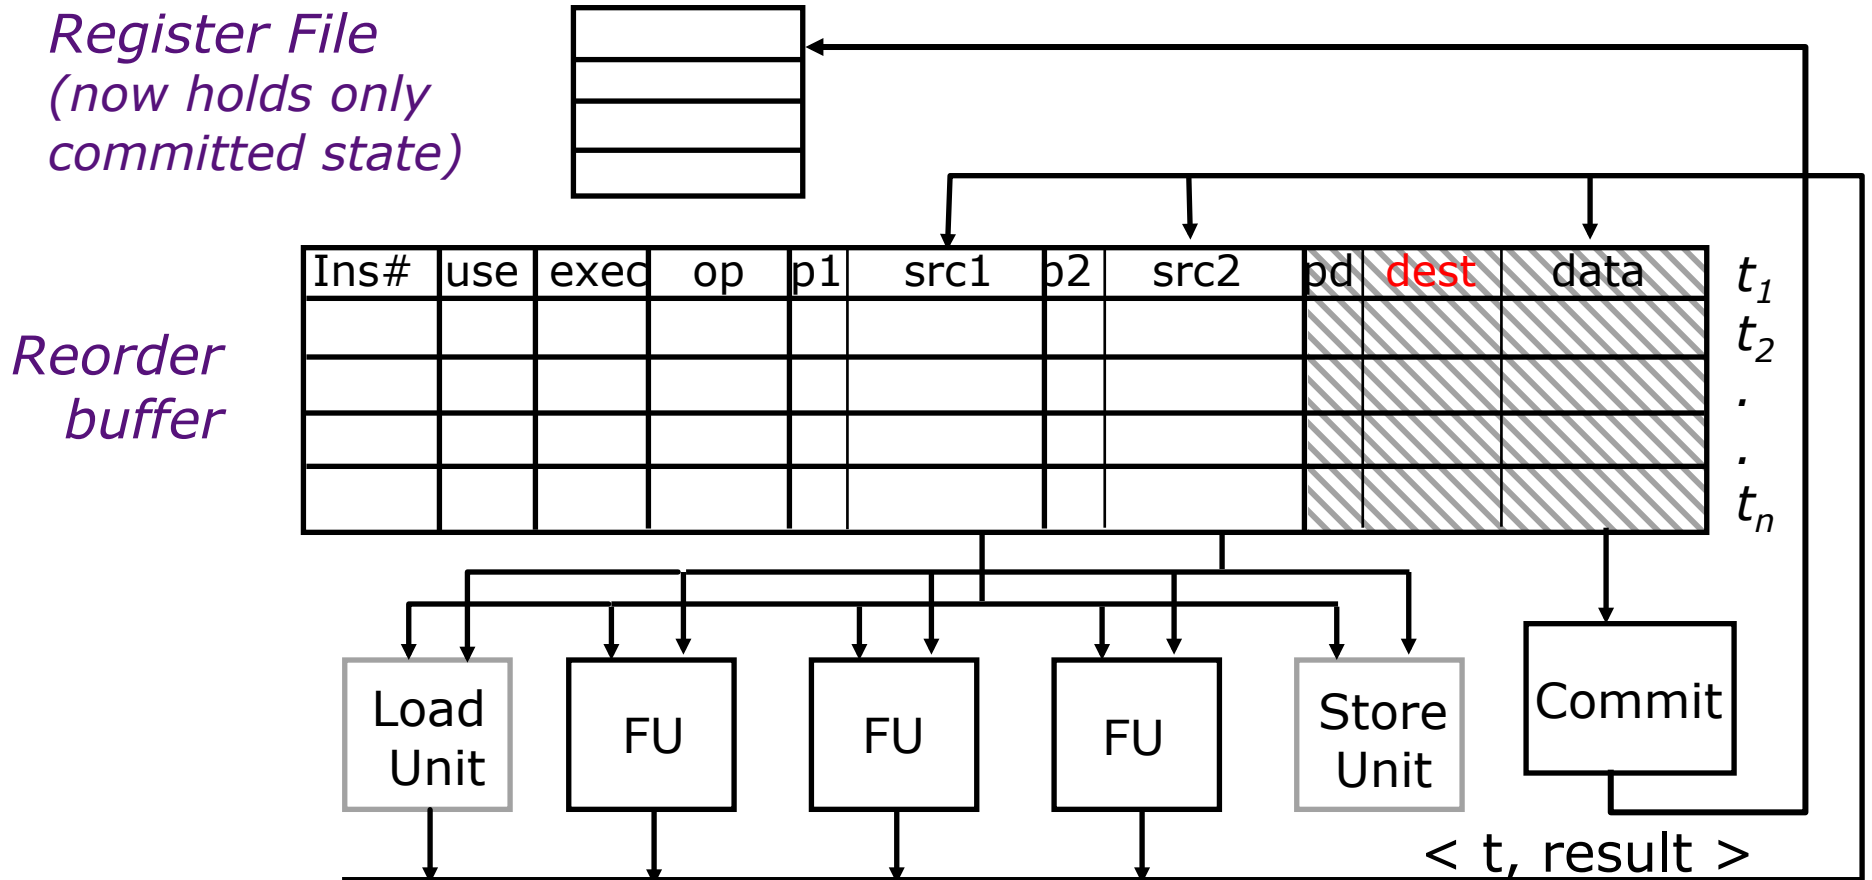 Register File
(now holds only
committed state)
Ins# use exec op p1 src1 p2 src2 pd dest data t1
t2
.
.
tn
Reorder
buffer
Load
Unit
FU
FU
FU
Store
Unit
Commit
< t, result >